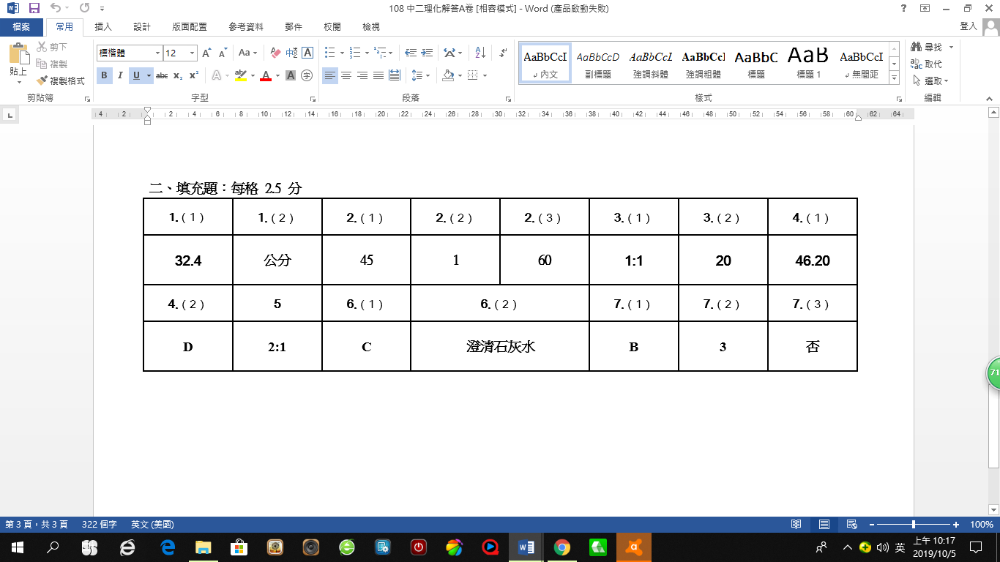 108 中二理化解答A卷 [相容模式] - Word (產品啟動失敗)
檔案 常用 插入 設計 版面配置 參考資料 郵件 校閱 檢視 登入
貼上 剪下 複製 複製格式
標楷體 12
AaBbCcI AaBbCcD AaBbCcL AaBbCcI AaBbC AaB AaBbCcI
內文 副標題 強調斜體 強調粗體 標題 標題 1 無間距
尋找 取代 選取
剪貼簿 字型 段落 樣式 編輯
4 2 2 4 6 8 10 12 14 16 18 20 22 24 26 28 30 32 34 36 38 40 42 44 46 48 50 52 54 56 58 60 62 64
二、填充題：每格 2.5 分
1.（1） 1.（2） 2.（1） 2.（2） 2.（3） 3.（1） 3.（2） 4.（1）
32.4 公分 45 1 60 1:1 20 46.20
4.（2） 5 6.（1） 6.（2） 7.（1） 7.（2） 7.（3）
D 2:1 C 澄清石灰水 B 3 否
71
第 3 頁，共 3 頁 322 個字 英文 (美國) 100%
英 上午 10:17
2019/10/5